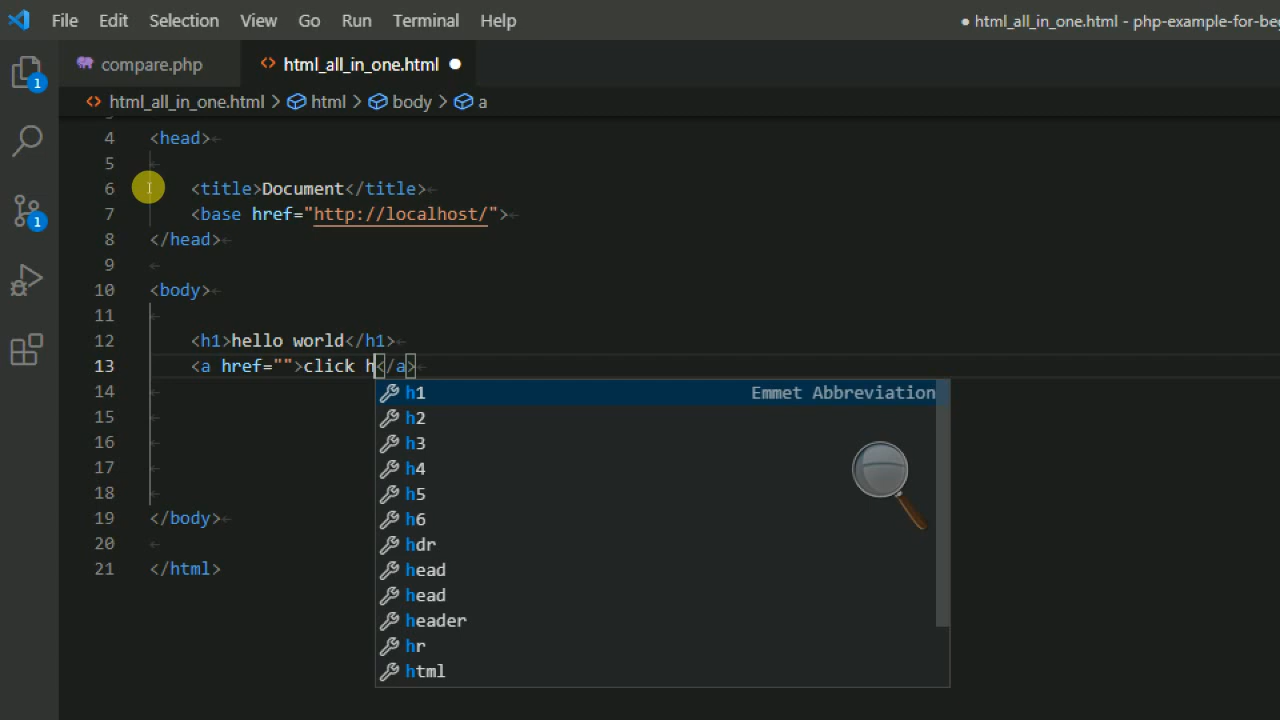 File Edit Selection View Go Run Terminal Help ● html_all_in_one.html - php-example-for-beg
compare.php html_all_in_one.html ●
html_all_in_one.html > html > body > a
4 <head>
5
6 <title>Document</title>
7 <base href="http://localhost/">
8 </head>
9
10 <body>
11
12 <h1>hello world</h1>
13 <a href="">click h</a>
14 h1 Emmet Abbreviation
15 h2
16 h3
17 h4
18 h5
19 </body> h6
20 hdr
21 </html> head
head
header
hr
html
1
1